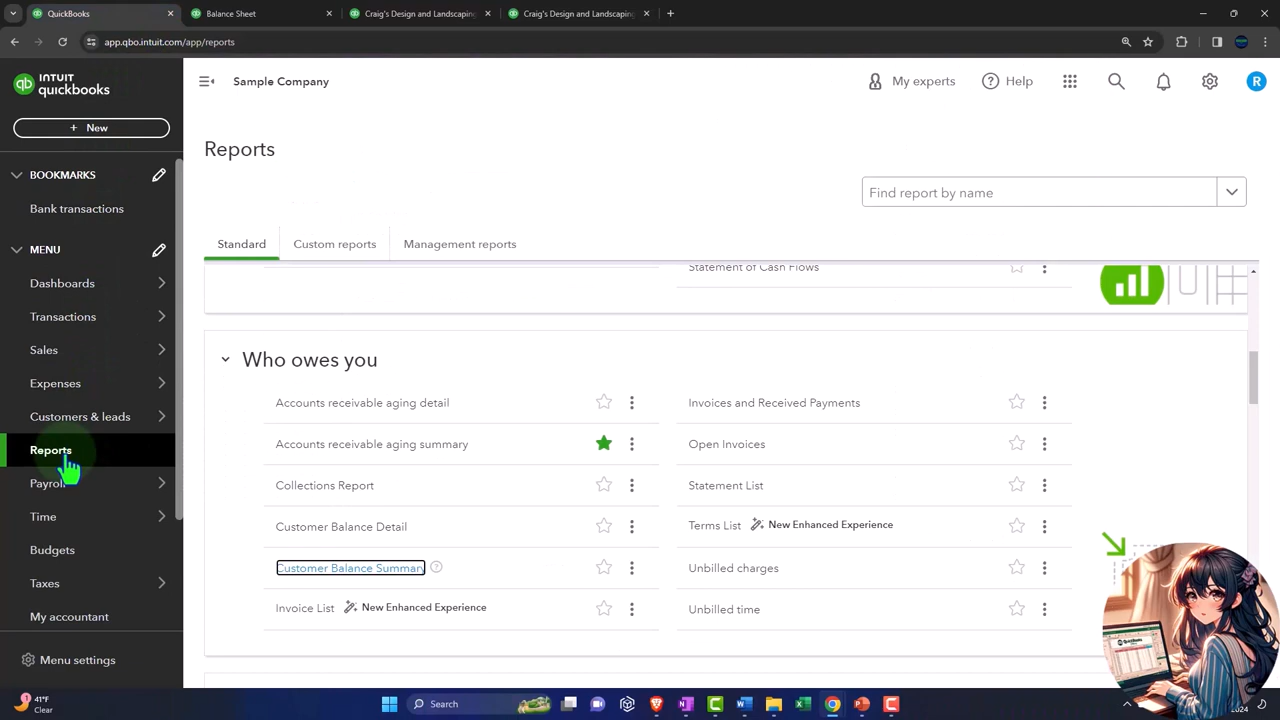 QuickBooks
Balance Sheet
Craig's Design and Landscaping
Craig's Design and Landscaping
app.qbo.intuit.com/app/reports
INTUIT
quickbooks
Sample Company
My experts
Help
R
+ New
Reports
BOOKMARKS
Find report by name
Bank transactions
MENU
Standard
Custom reports
Management reports
Statement of Cash Flows
Dashboards
Transactions
Sales
Expenses
Customers & leads
Reports
Payroll
Time
Budgets
Taxes
My accountant
Menu settings
Who owes you
Accounts receivable aging detail
Invoices and Received Payments
Accounts receivable aging summary
Open Invoices
Collections Report
Statement List
Customer Balance Detail
Terms List New Enhanced Experience
Customer Balance Summary
Unbilled charges
Invoice List New Enhanced Experience
Unbilled time
41°F
Clear
Search
2024